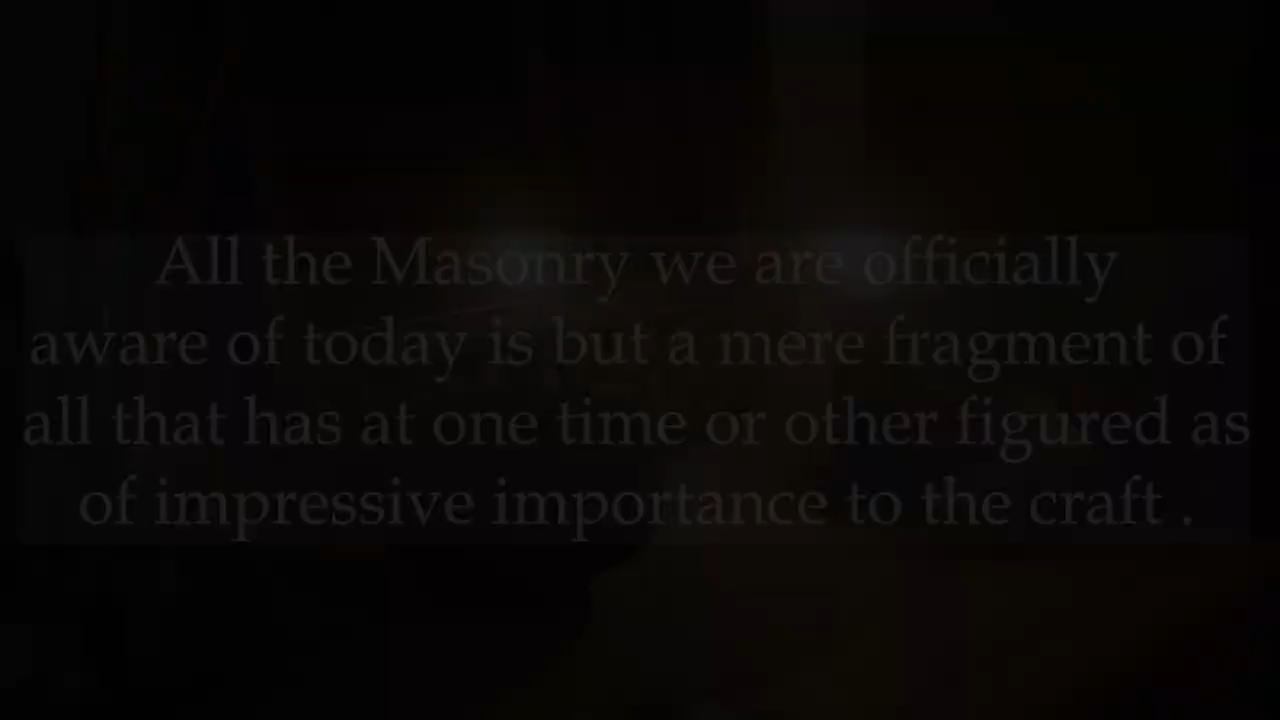 All the Masonry we are officially
aware of today is but a mere fragment of
all that has at one time or other figured as
of impressive importance to the craft .